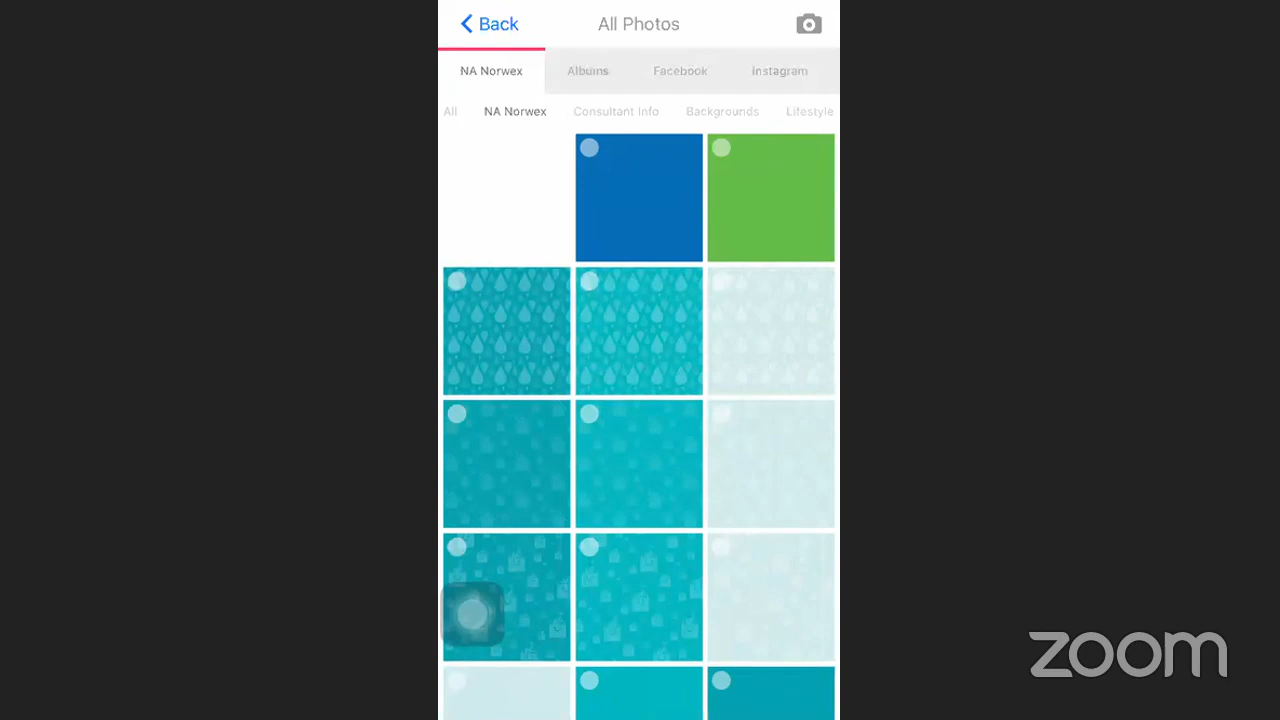 Back
All Photos
NA Norwex
Albums
Facebook
Instagram
All
NA Norwex
Consultant Info
Backgrounds
Lifestyle
zoom